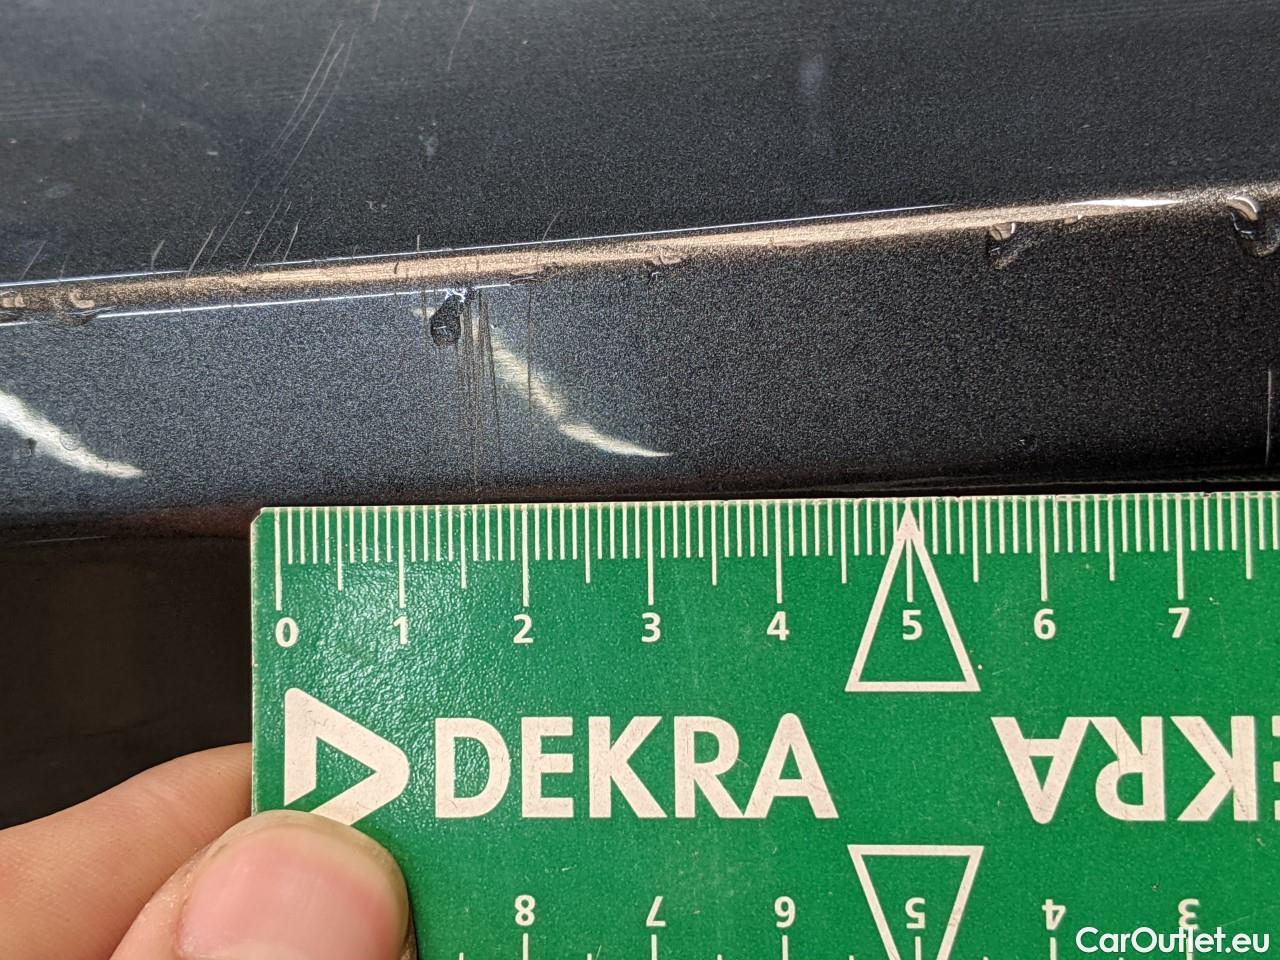 0 1 2 3 4 5 6 7
DEKRA
EKRA
8 7 6 5 4 3
CarOutlet.eu